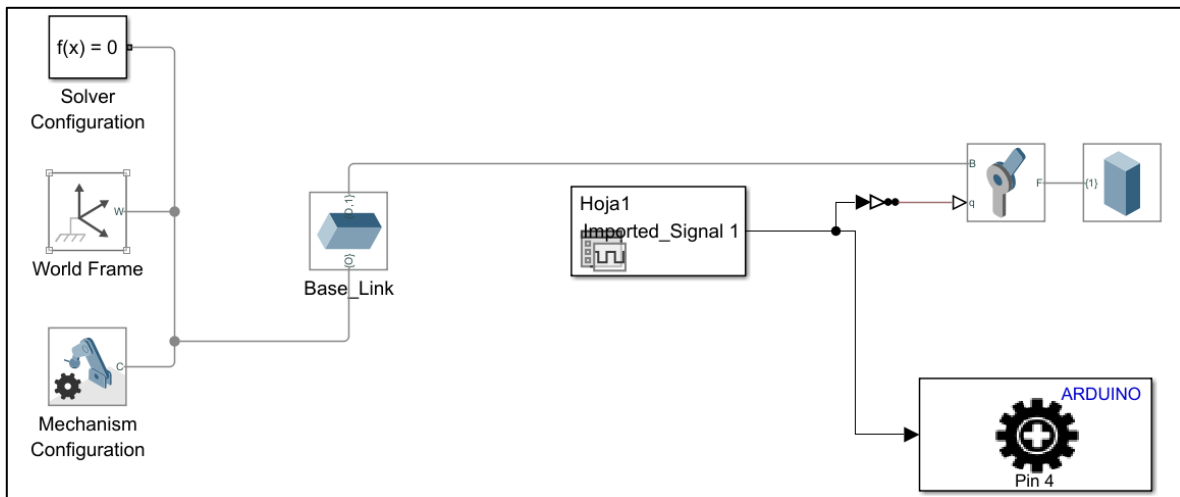 f(x) = 0
Solver
Configuration
W
World Frame
C
Mechanism
Configuration
(O)
Base_Link
Hoja1
Imported_Signal 1
B
q
F
(1)
ARDUINO
Pin 4